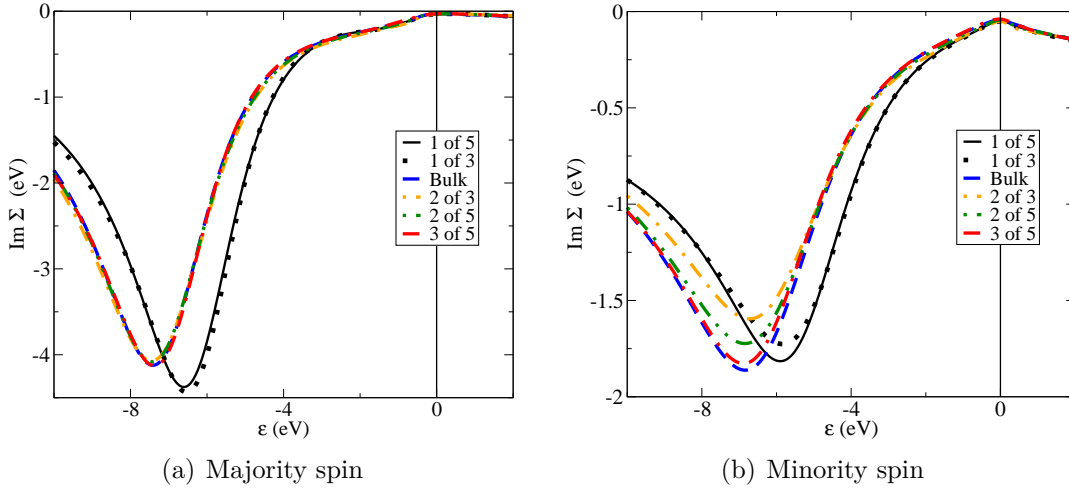 0
-1
-2
-3
-4
-8
-4
0
Im Σ (eV)
ε (eV)
1 of 5
1 of 3
Bulk
2 of 3
2 of 5
3 of 5
(a) Majority spin
0
-0.5
-1
-1.5
-2
-8
-4
0
Im Σ (eV)
ε (eV)
1 of 5
1 of 3
Bulk
2 of 3
2 of 5
3 of 5
(b) Minority spin